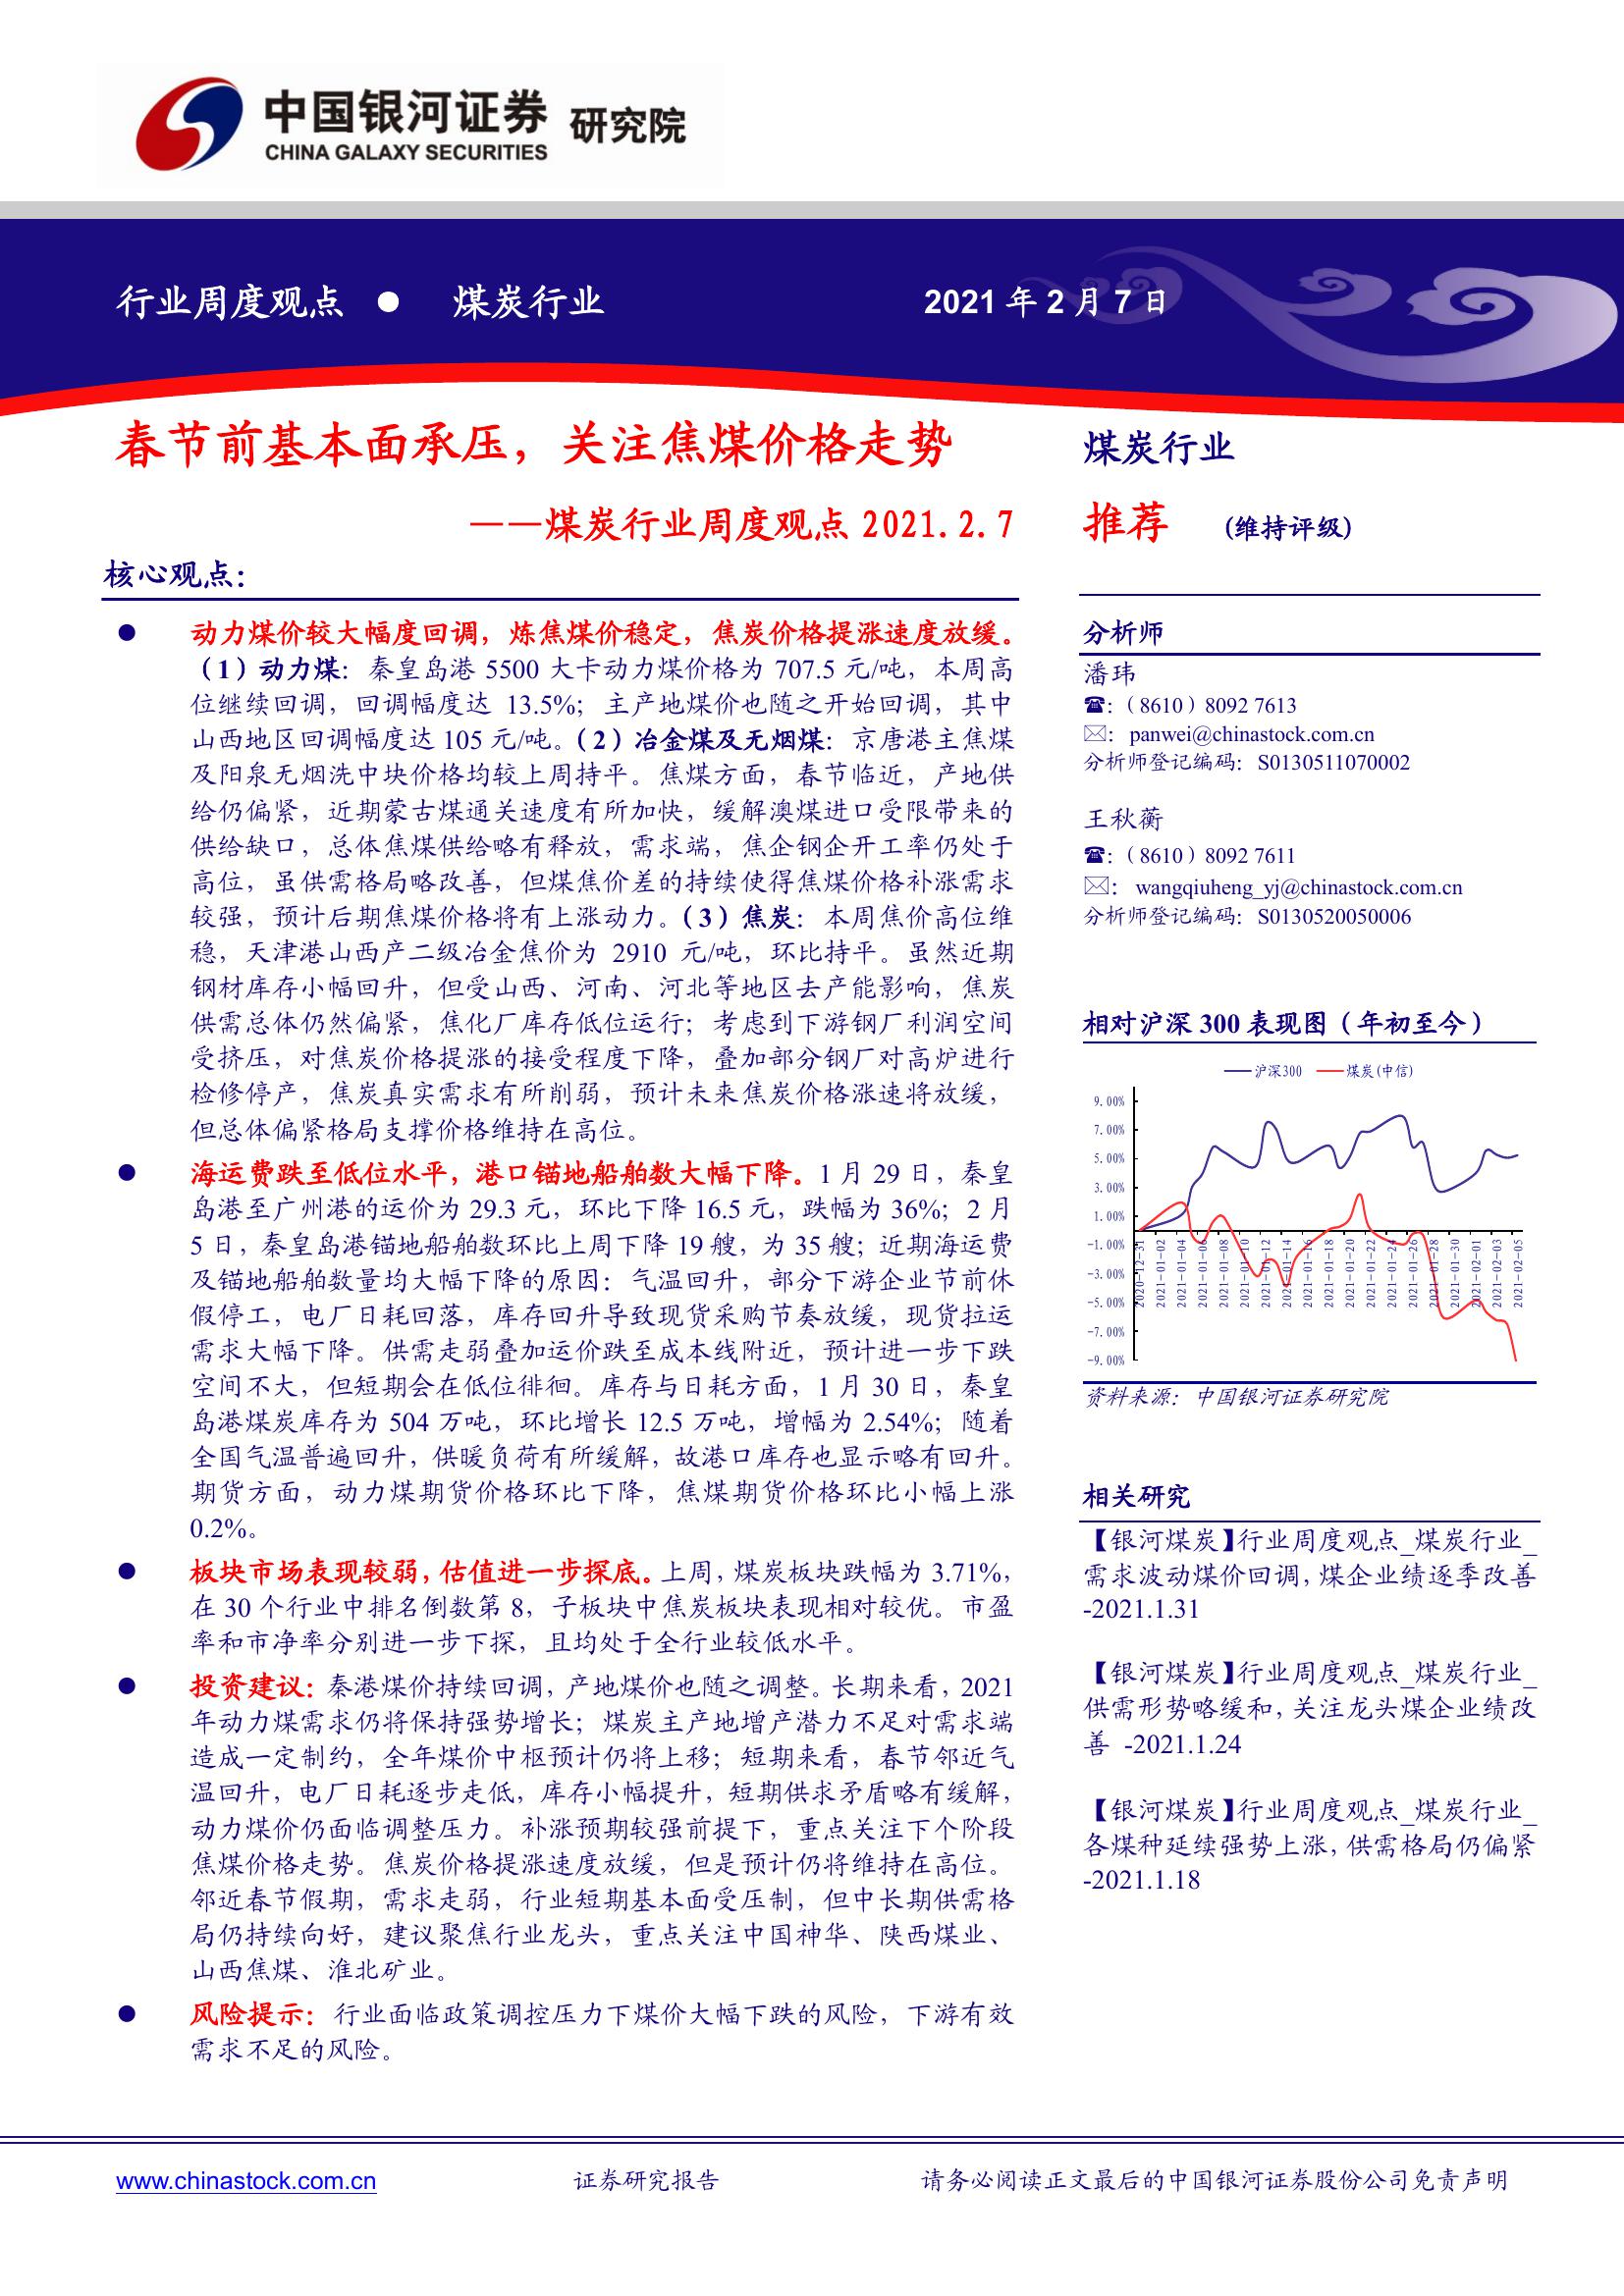 中国银河证券 研究院
CHINA GALAXY SECURITIES
行业周度观点 ● 煤炭行业 2021 年 2 月 7 日
春节前基本面承压，关注焦煤价格走势
——煤炭行业周度观点 2021.2.7
核心观点：
● 动力煤价较大幅度回调，炼焦煤价稳定，焦炭价格提涨速度放缓。
（1）动力煤：秦皇岛港 5500 大卡动力煤价格为 707.5 元/吨，本周高
位继续回调，回调幅度达 13.5%；主产地煤价也随之开始回调，其中
山西地区回调幅度达 105 元/吨。（2）冶金煤及无烟煤：京唐港主焦煤
及阳泉无烟洗中块价格均较上周持平。焦煤方面，春节临近，产地供
给仍偏紧，近期蒙古煤通关速度有所加快，缓解澳煤进口受限带来的
供给缺口，总体焦煤供给略有释放，需求端，焦企钢企开工率仍处于
高位，虽供需格局略改善，但煤焦价差的持续使得焦煤价格补涨需求
较强，预计后期焦煤价格将有上涨动力。（3）焦炭：本周焦价高位维
稳，天津港山西产二级冶金焦价为 2910 元/吨，环比持平。虽然近期
钢材库存小幅回升，但受山西、河南、河北等地区去产能影响，焦炭
供需总体仍然偏紧，焦化厂库存低位运行；考虑到下游钢厂利润空间
受挤压，对焦炭价格提涨的接受程度下降，叠加部分钢厂对高炉进行
检修停产，焦炭真实需求有所削弱，预计未来焦炭价格涨速将放缓，
但总体偏紧格局支撑价格维持在高位。
● 海运费跌至低位水平，港口锚地船舶数大幅下降。1 月 29 日，秦皇
岛港至广州港的运价为 29.3 元，环比下降 16.5 元，跌幅为 36%；2 月
5 日，秦皇岛港锚地船舶数环比上周下降 19 艘，为 35 艘；近期海运费
及锚地船舶数量均大幅下降的原因：气温回升，部分下游企业节前休
假停工，电厂日耗回落，库存回升导致现货采购节奏放缓，现货拉运
需求大幅下降。供需走弱叠加运价跌至成本线附近，预计进一步下跌
空间不大，但短期会在低位徘徊。库存与日耗方面，1 月 30 日，秦皇
岛港煤炭库存为 504 万吨，环比增长 12.5 万吨，增幅为 2.54%；随着
全国气温普遍回升，供暖负荷有所缓解，故港口库存也显示略有回升。
期货方面，动力煤期货价格环比下降，焦煤期货价格环比小幅上涨
0.2%。
● 板块市场表现较弱，估值进一步探底。上周，煤炭板块跌幅为 3.71%，
在 30 个行业中排名倒数第 8，子板块中焦炭板块表现相对较优。市盈
率和市净率分别进一步下探，且均处于全行业较低水平。
● 投资建议：秦港煤价持续回调，产地煤价也随之调整。长期来看，2021
年动力煤需求仍将保持强势增长；煤炭主产地增产潜力不足对需求端
造成一定制约，全年煤价中枢预计仍将上移；短期来看，春节邻近气
温回升，电厂日耗逐步走低，库存小幅提升，短期供求矛盾略有缓解，
动力煤价仍面临调整压力。补涨预期较强前提下，重点关注下个阶段
焦煤价格走势。焦炭价格提涨速度放缓，但是预计仍将维持在高位。
邻近春节假期，需求走弱，行业短期基本面受压制，但中长期供需格
局仍持续向好，建议聚焦行业龙头，重点关注中国神华、陕西煤业、
山西焦煤、淮北矿业。
● 风险提示：行业面临政策调控压力下煤价大幅下跌的风险，下游有效
需求不足的风险。
煤炭行业
推荐 (维持评级)
分析师
潘玮
☎:（8610）8092 7613
✉: panwei@chinastock.com.cn
分析师登记编码：S0130511070002
王秋蘅
☎:（8610）8092 7611
✉: wangqiuheng_yj@chinastock.com.cn
分析师登记编码：S0130520050006
相对沪深 300 表现图（年初至今）
沪深300 煤炭(中信)
9.00%
7.00%
5.00%
3.00%
1.00%
-1.00%
-3.00%
-5.00%
-7.00%
-9.00%
2020-12-31
2021-01-02
2021-01-04
2021-01-06
2021-01-08
2021-01-10
2021-01-12
2021-01-14
2021-01-16
2021-01-18
2021-01-20
2021-01-22
2021-01-24
2021-01-26
2021-01-28
2021-01-30
2021-02-01
2021-02-03
2021-02-05
资料来源：中国银河证券研究院
相关研究
【银河煤炭】行业周度观点_煤炭行业_
需求波动煤价回调，煤企业绩逐季改善
-2021.1.31
【银河煤炭】行业周度观点_煤炭行业_
供需形势略缓和，关注龙头煤企业绩改
善 -2021.1.24
【银河煤炭】行业周度观点_煤炭行业_
各煤种延续强势上涨，供需格局仍偏紧
-2021.1.18
www.chinastock.com.cn 证券研究报告 请务必阅读正文最后的中国银河证券股份公司免责声明